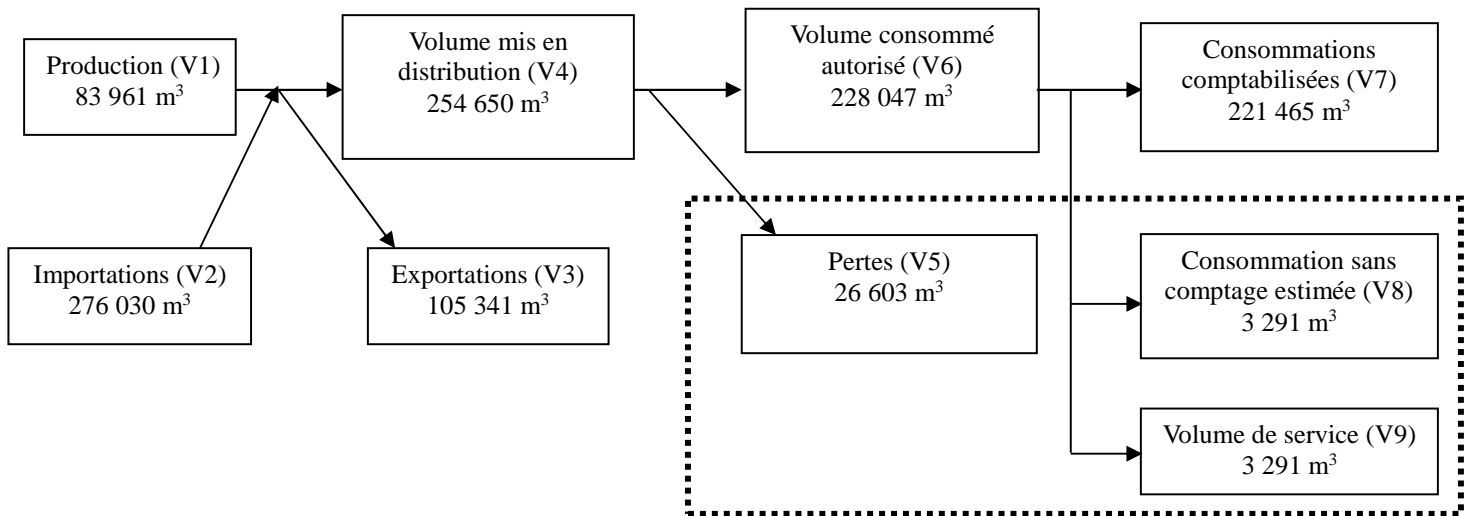 Production (V1)
83 961 m³
Volume mis en
distribution (V4)
254 650 m³
Volume consommé
autorisé (V6)
228 047 m³
Consommations
comptabilisées (V7)
221 465 m³
Importations (V2)
276 030 m³
Exportations (V3)
105 341 m³
Pertes (V5)
26 603 m³
Consommation sans
comptage estimée (V8)
3 291 m³
Volume de service (V9)
3 291 m³